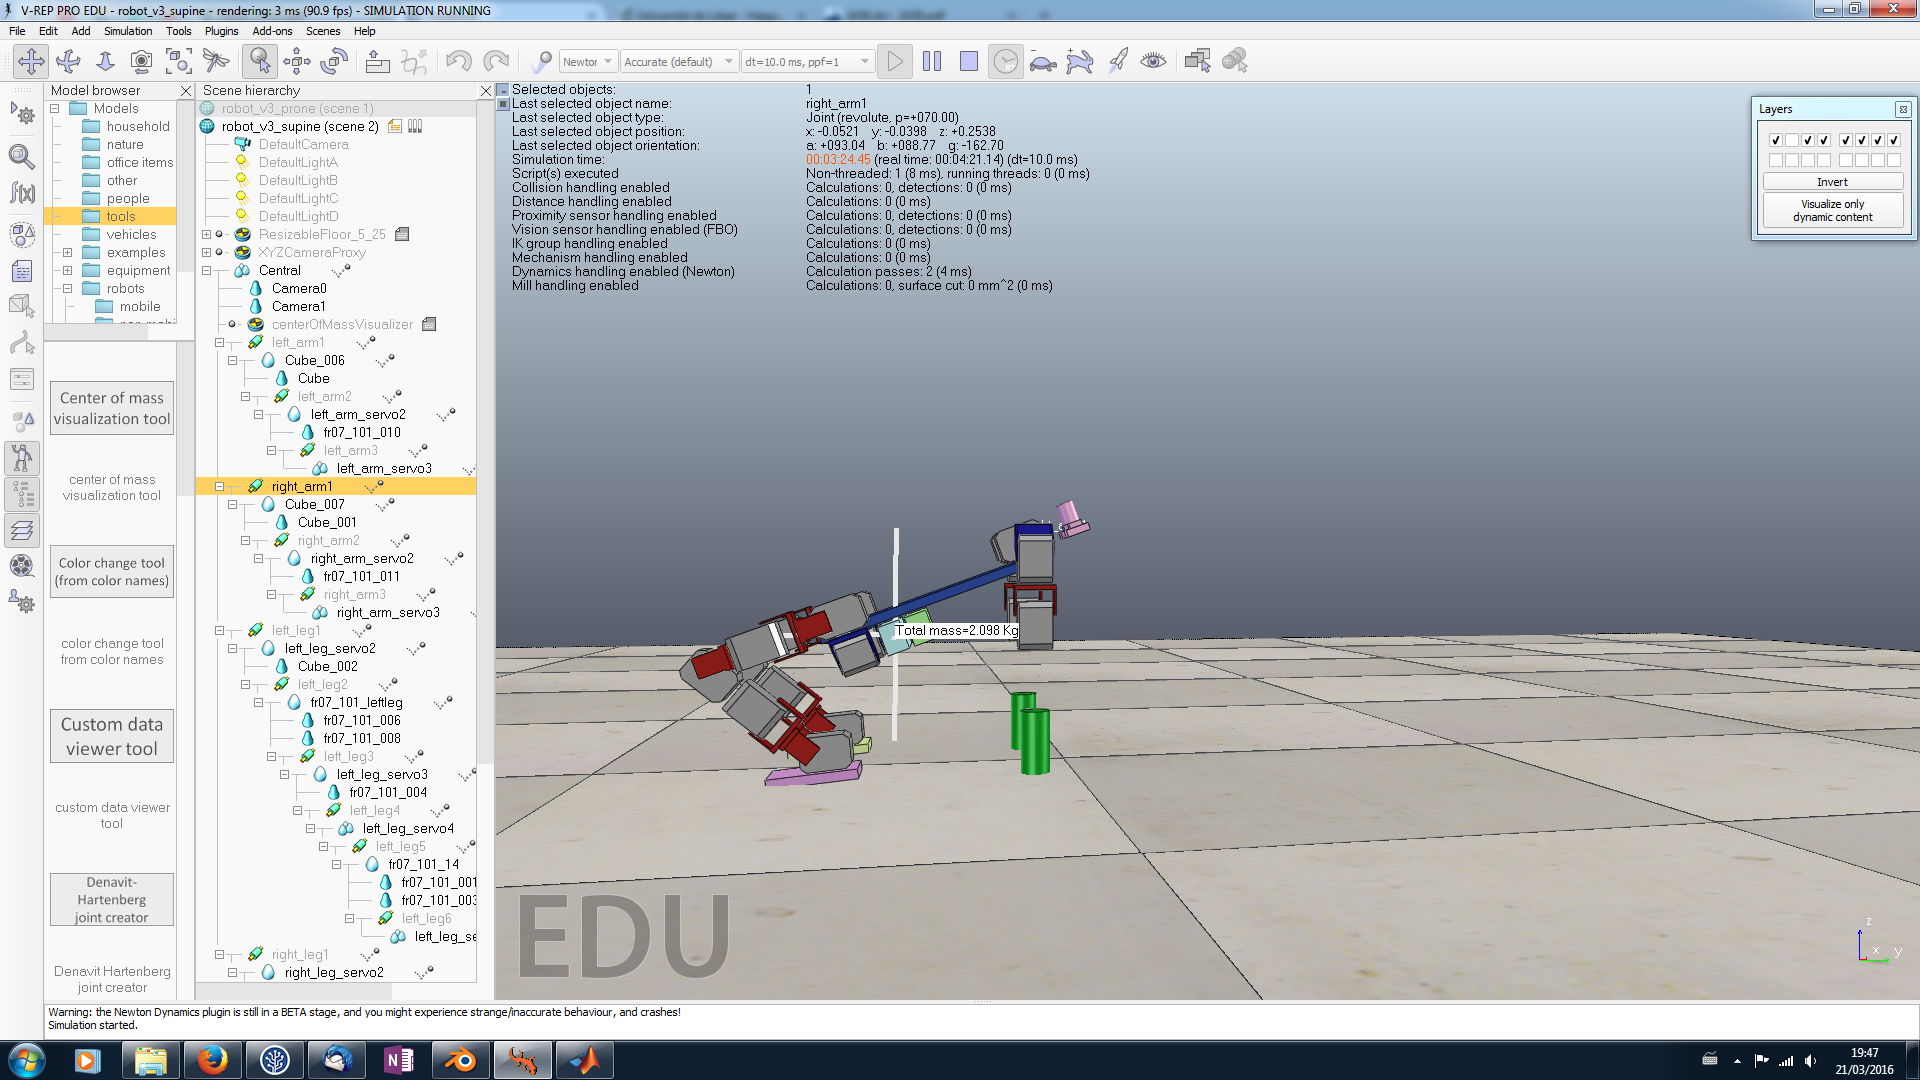 V-REP PRO EDU - robot_v3_supine - rendering: 3 ms (90.9 fps) - SIMULATION RUNNING
File Edit Add Simulation Tools Plugins Add-ons Scenes Help
Newton Accurate (default) dt=10.0 ms, ppf=1
Model browser
Models
household
nature
office items
other
people
tools
vehicles
examples
equipment
robots
mobile
Center of mass
visualization tool
center of mass
visualization tool
Color change tool
(from color names)
color change tool
from color names
Custom data
viewer tool
custom data viewer
tool
Denavit-
Hartenberg
joint creator
Denavit Hartenberg
joint creator
Scene hierarchy
robot_v3_prone (scene 1)
robot_v3_supine (scene 2)
DefaultCamera
DefaultLightA
DefaultLightB
DefaultLightC
DefaultLightD
ResizableFloor_5_25
XYZCameraProxy
Central
Camera0
Camera1
centerOfMassVisualizer
left_arm1
Cube_006
Cube
left_arm2
left_arm_servo2
fr07_101_010
left_arm3
left_arm_servo3
right_arm1
Cube_007
Cube_001
right_arm2
right_arm_servo2
fr07_101_011
right_arm3
right_arm_servo3
left_leg1
left_leg_servo2
Cube_002
left_leg2
fr07_101_leftleg
fr07_101_006
fr07_101_008
left_leg3
left_leg_servo3
fr07_101_004
left_leg4
left_leg_servo4
left_leg5
fr07_101_14
fr07_101_001
fr07_101_003
left_leg6
left_leg_se
right_leg1
right_leg_servo2
Selected objects: 1
Last selected object name: right_arm1
Last selected object type: Joint (revolute, p=+070.00)
Last selected object position: x: -0.0521 y: -0.0398 z: +0.2538
Last selected object orientation: a: +093.04 b: +088.77 g: -162.70
Simulation time: 00:03:24.45 (real time: 00:04:21.14) (dt=10.0 ms)
Script(s) executed Non-threaded: 1 (8 ms), running threads: 0 (0 ms)
Collision handling enabled Calculations: 0, detections: 0 (0 ms)
Distance handling enabled Calculations: 0 (0 ms)
Proximity sensor handling enabled Calculations: 0, detections: 0 (0 ms)
Vision sensor handling enabled (FBO) Calculations: 0, detections: 0 (0 ms)
IK group handling enabled Calculations: 0 (0 ms)
Mechanism handling enabled Calculations: 0 (0 ms)
Dynamics handling enabled (Newton) Calculation passes: 2 (4 ms)
Mill handling enabled Calculations: 0, surface cut: 0 mm^2 (0 ms)
Layers
Invert
Visualize only
dynamic content
Total mass=2.098 Kg
EDU
z
x y
Warning: the Newton Dynamics plugin is still in a BETA stage, and you might experience strange/inaccurate behaviour, and crashes!
Simulation started.
19:47
21/03/2016